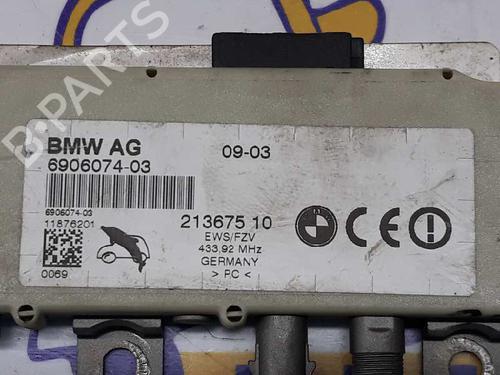 B-PARTS
BMW AG
09-03
6906074-03
6906074-03
11876201
213675 10
EWS/FZV
433,92 MHz
GERMANY
> PC <
0069
CE